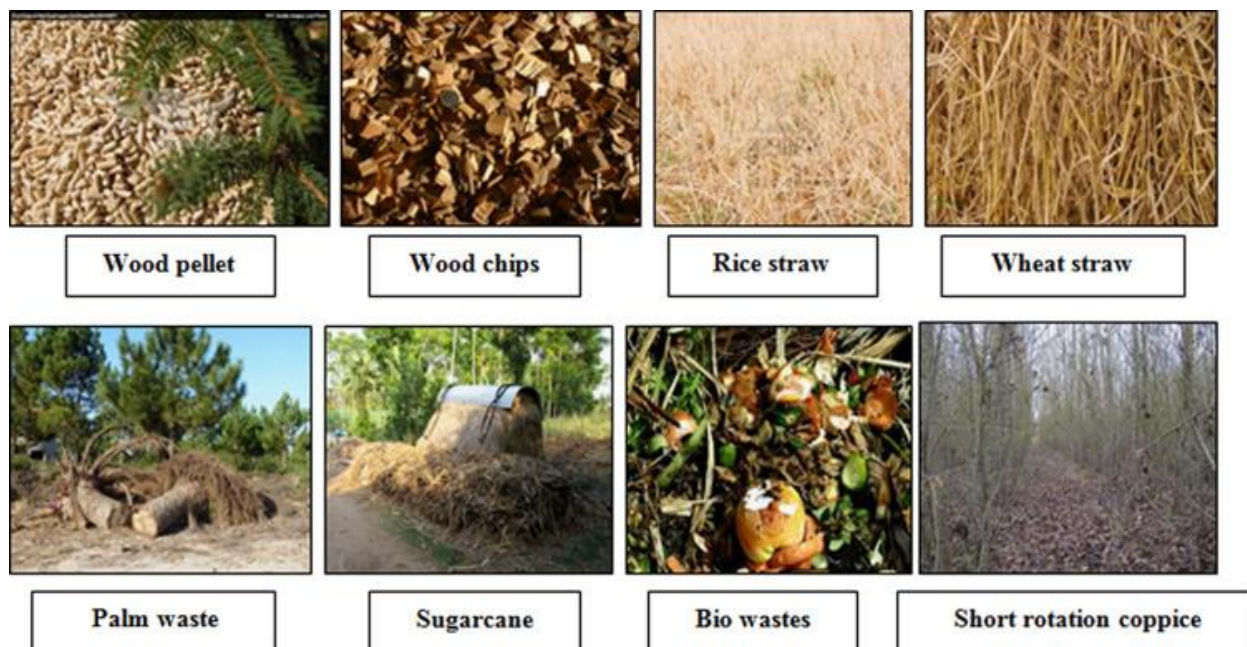 Wood pellet
Wood chips
Rice straw
Wheat straw
Palm waste
Sugarcane
Bio wastes
Short rotation coppice